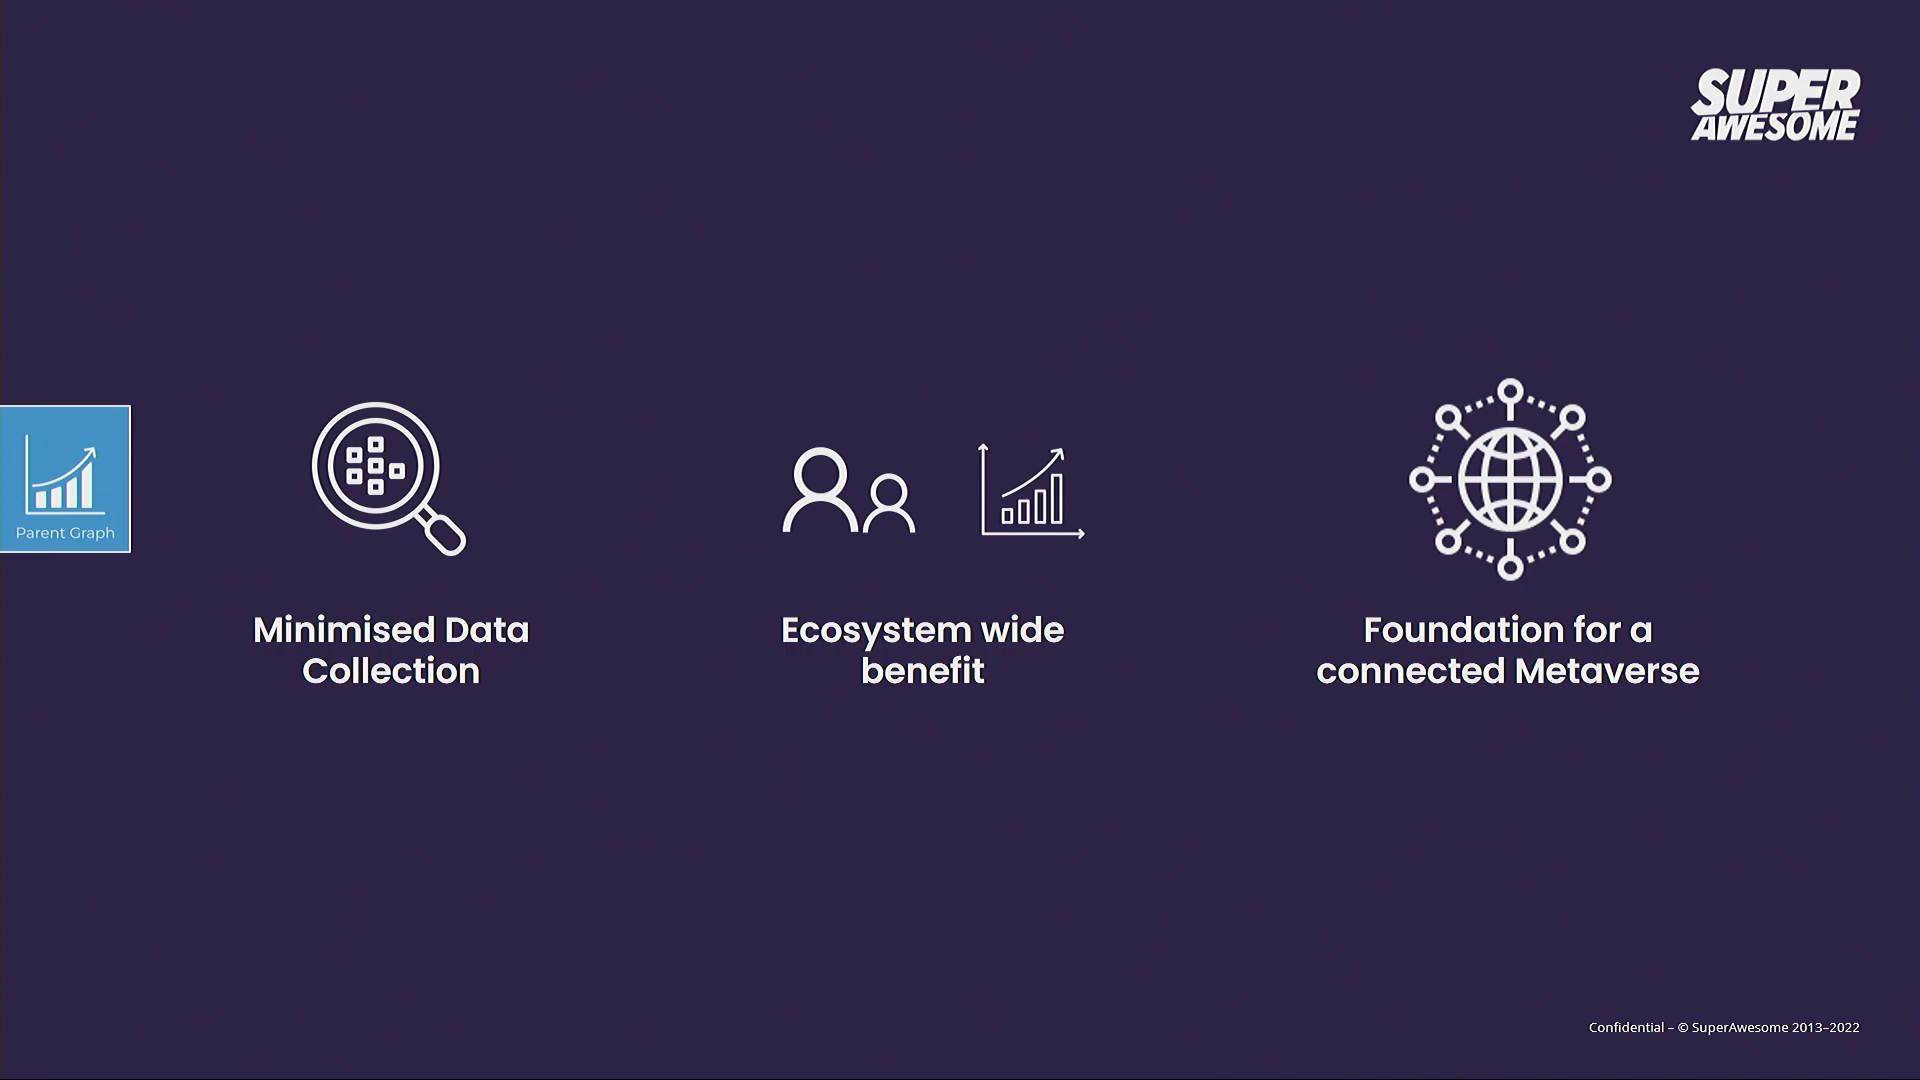 SUPER
AWESOME
Parent Graph
Minimised Data
Collection
Ecosystem wide
benefit
Foundation for a
connected Metaverse
Confidential – © SuperAwesome 2013–2022